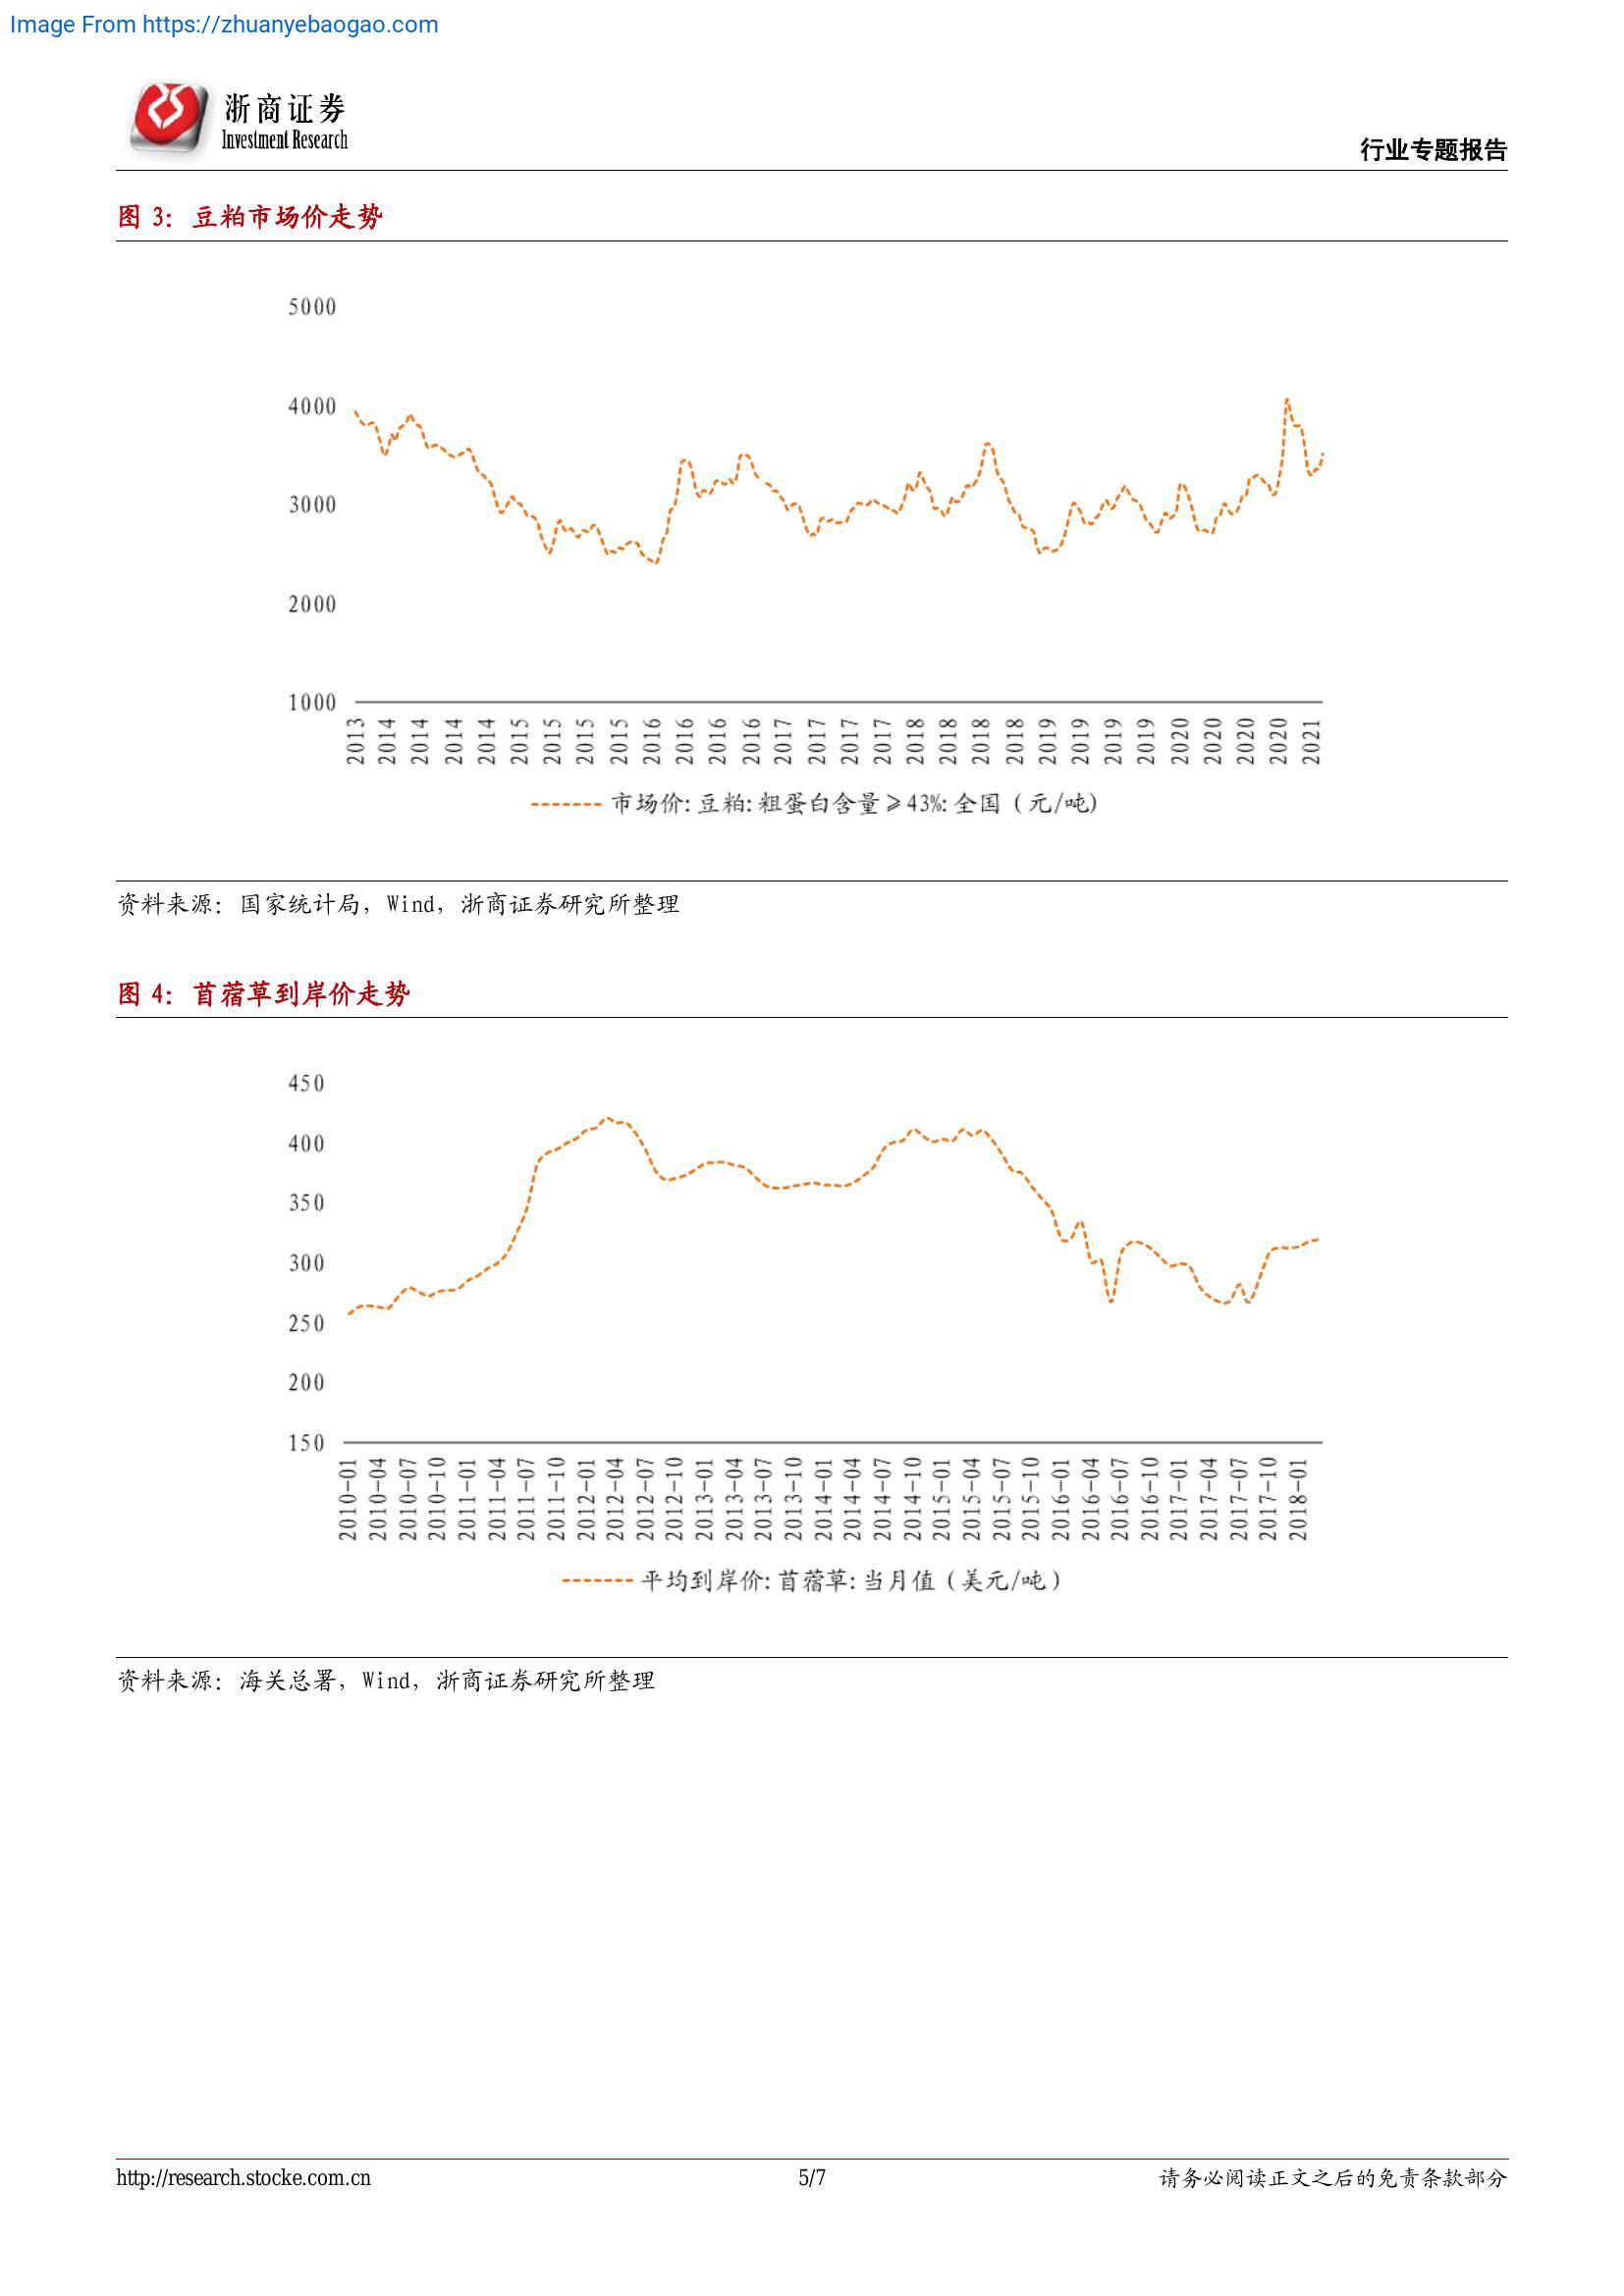 Image From https://zhuanyebaogao.com
浙商证券
Investment Research
行业专题报告
图 3：豆粕市场价走势
5000
4000
3000
2000
1000
2013 2014 2014 2014 2014 2015 2015 2015 2015 2016 2016 2016 2016 2017 2017 2017 2017 2018 2018 2018 2018 2019 2019 2019 2019 2020 2020 2020 2020 2021
市场价:豆粕:粗蛋白含量≥43%:全国（元/吨）
资料来源：国家统计局，Wind，浙商证券研究所整理
图 4：苜蓿草到岸价走势
450
400
350
300
250
200
150
2010-01 2010-04 2010-07 2010-10 2011-01 2011-04 2011-07 2011-10 2012-01 2012-04 2012-07 2012-10 2013-01 2013-04 2013-07 2013-10 2014-01 2014-04 2014-07 2014-10 2015-01 2015-04 2015-07 2015-10 2016-01 2016-04 2016-07 2016-10 2017-01 2017-04 2017-07 2017-10 2018-01
平均到岸价:苜蓿草:当月值（美元/吨）
资料来源：海关总署，Wind，浙商证券研究所整理
http://research.stocke.com.cn
5/7
请务必阅读正文之后的免责条款部分